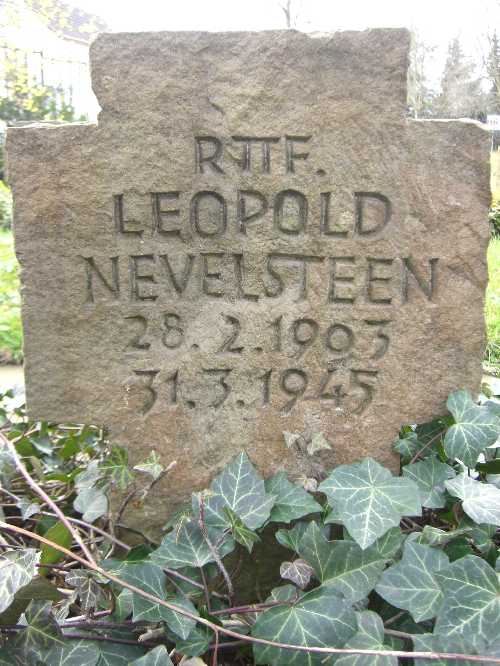 RTTF.
LEOPOLD
NEVELSTEEN
28.2.1903
31.3.1945